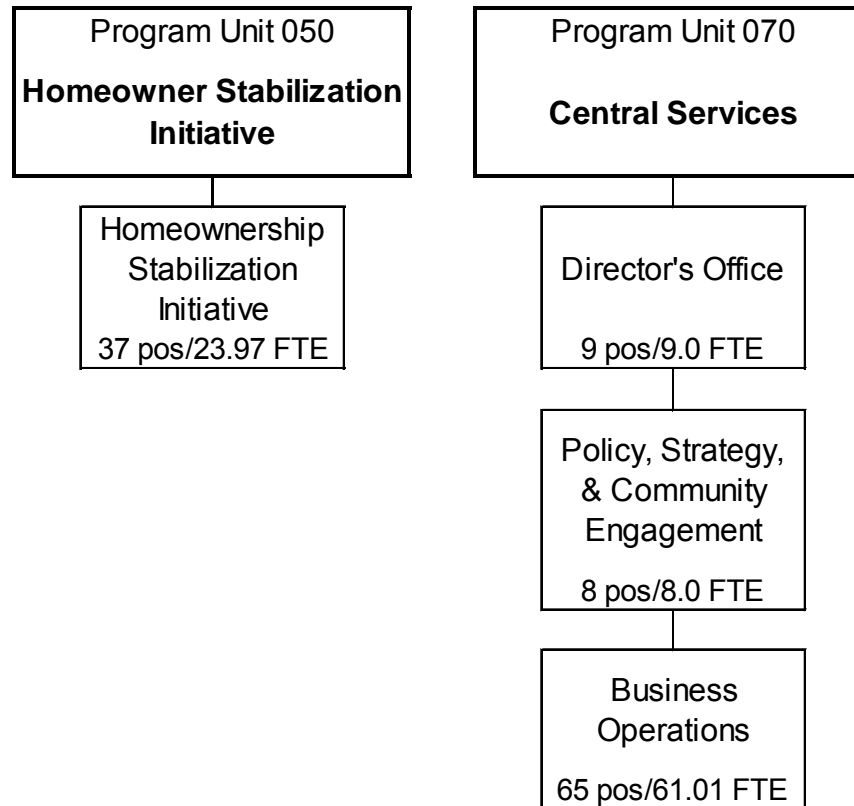 Program Unit 050
Homeowner Stabilization
Initiative
Homeownership
Stabilization
Initiative
37 pos/23.97 FTE
Program Unit 070
Central Services
Director's Office
9 pos/9.0 FTE
Policy, Strategy,
& Community
Engagement
8 pos/8.0 FTE
Business
Operations
65 pos/61.01 FTE